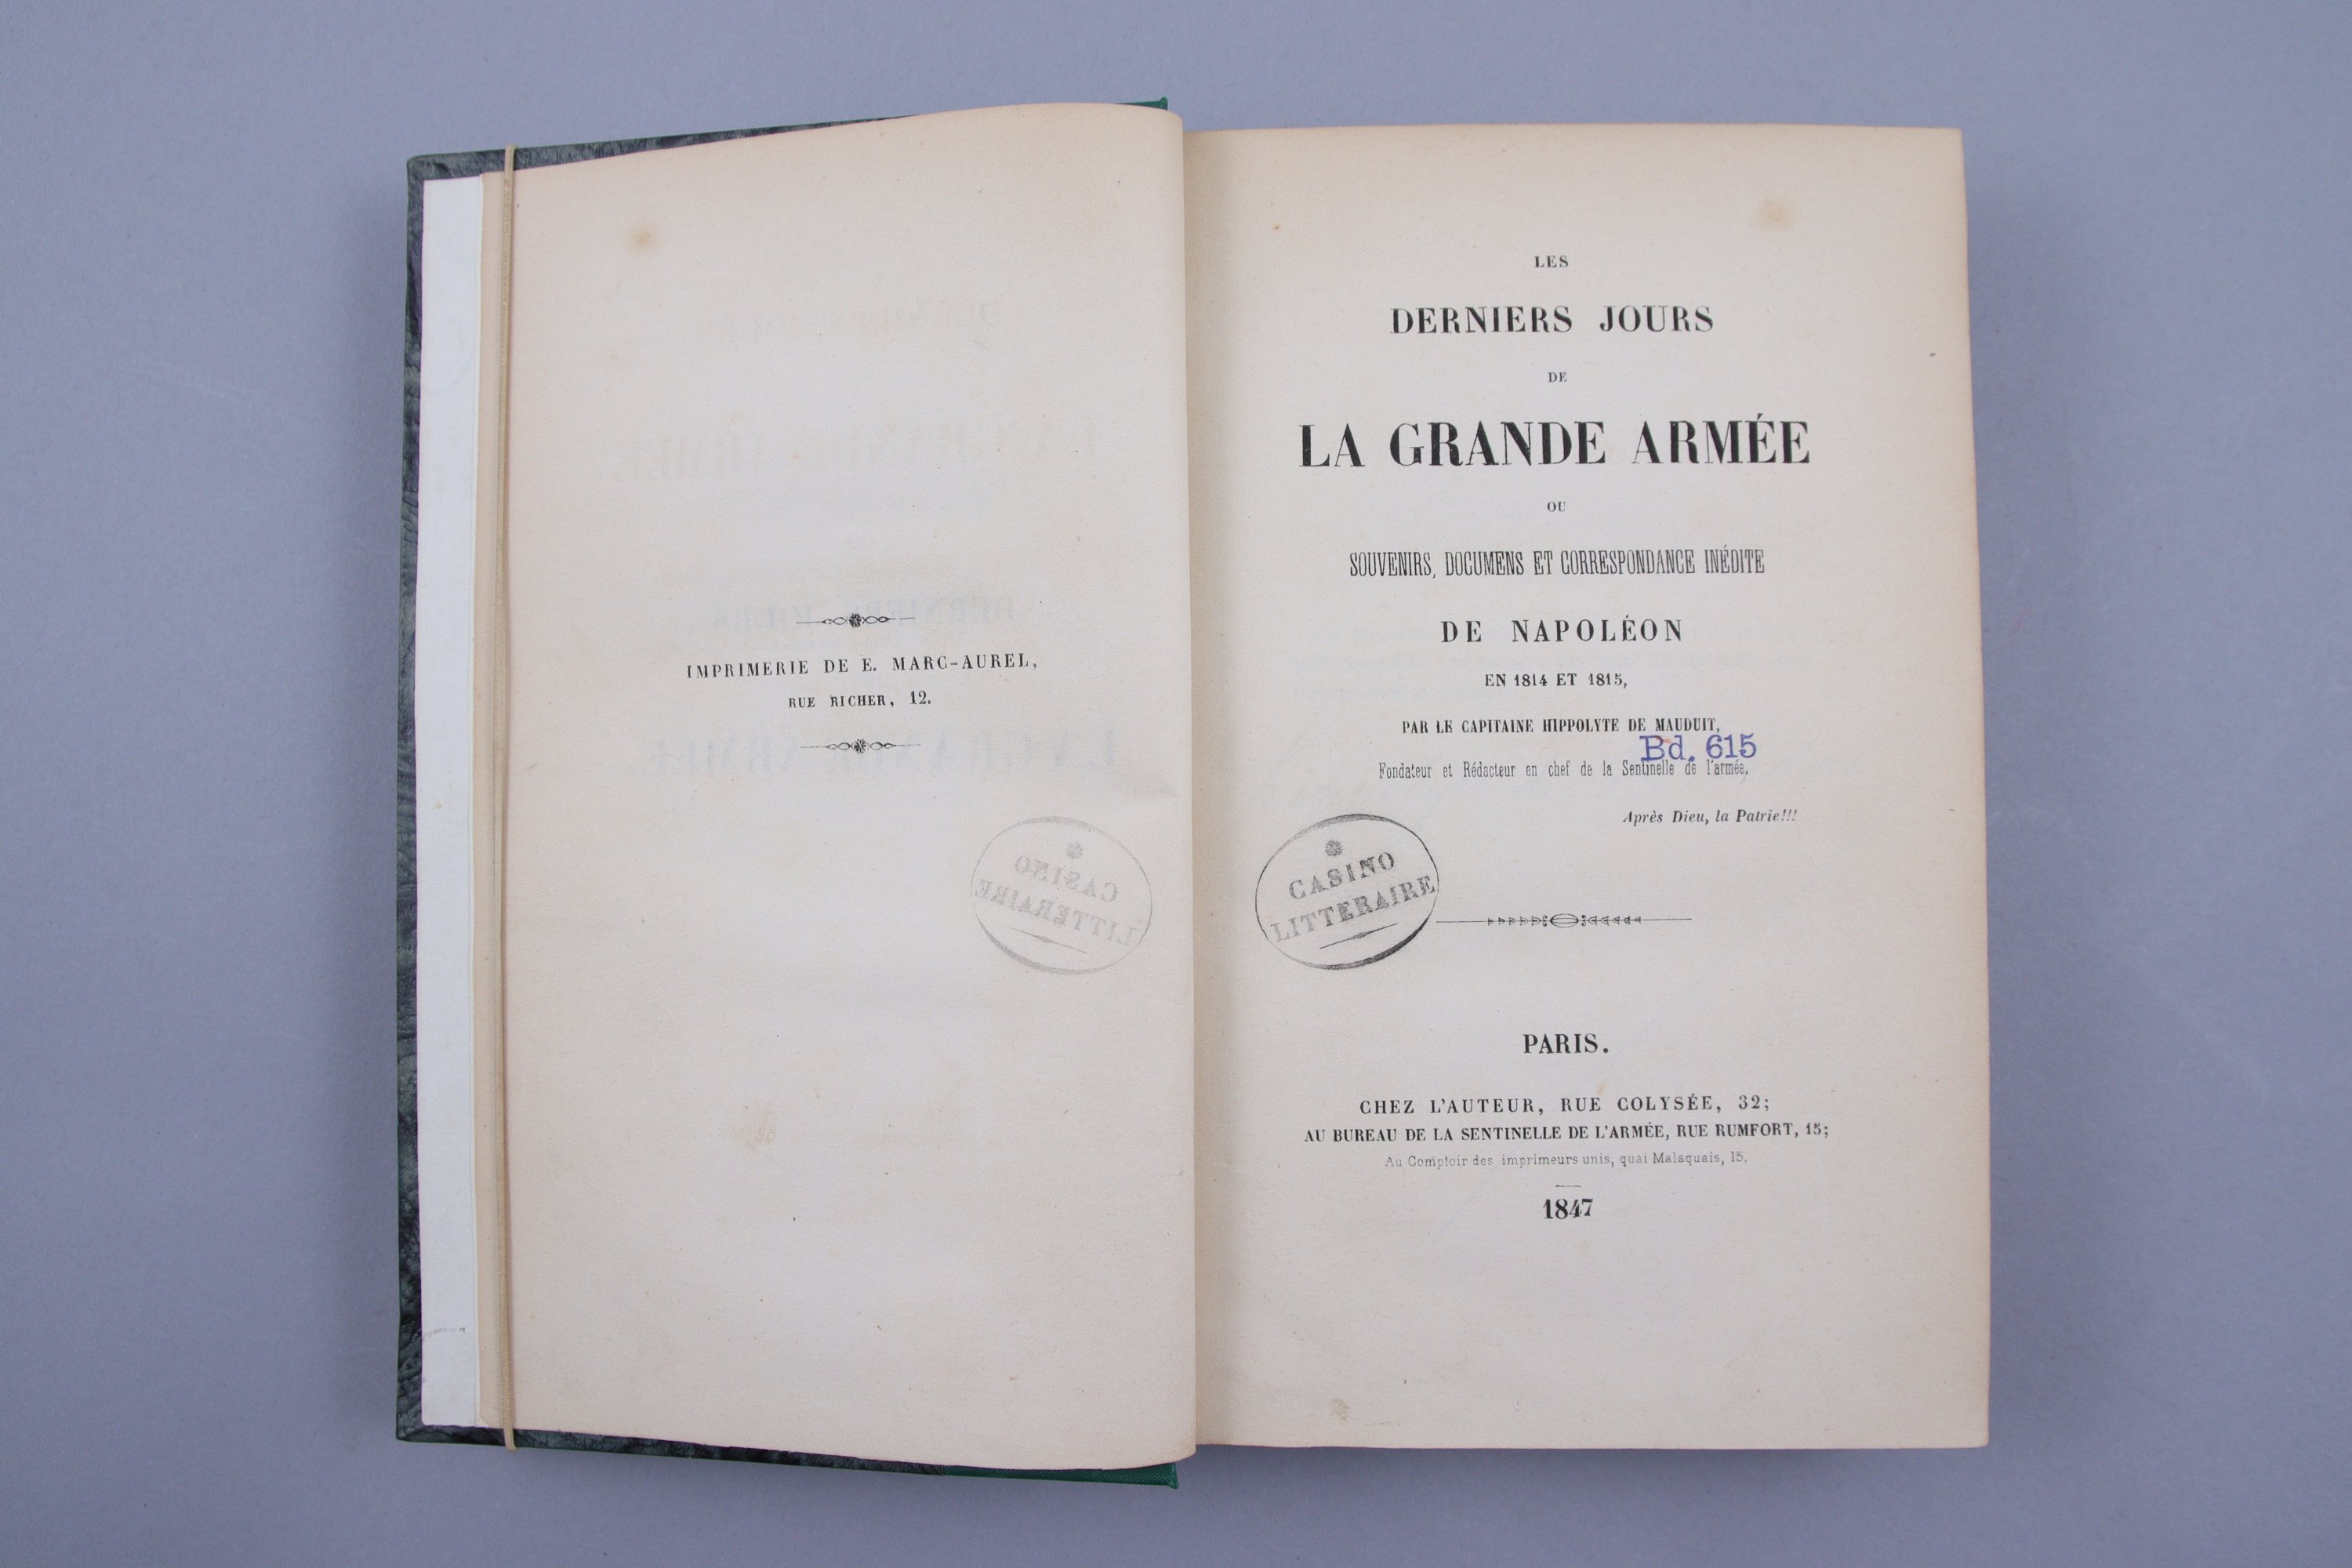 IMPRIMERIE DE E. MARC-AUREL,
RUE RICHER, 12.
LES
DERNIERS JOURS
DE
LA GRANDE ARMÉE
OU
SOUVENIRS, DOCUMENS ET CORRESPONDANCE INÉDITE
DE NAPOLÉON
EN 1814 ET 1815,
PAR LE CAPITAINE HIPPOLYTE DE MAUDUIT,
Bd. 615
Fondateur et Rédacteur en chef de la Sentinelle de l'armée.
Après Dieu, la Patrie!!!
CASINO
LITTERAIRE
PARIS.
CHEZ L'AUTEUR, RUE COLYSÉE, 32;
AU BUREAU DE LA SENTINELLE DE L'ARMÉE, RUE RUMFORT, 15;
Au Comptoir des imprimeurs unis, quai Malaquais, 15.
1847